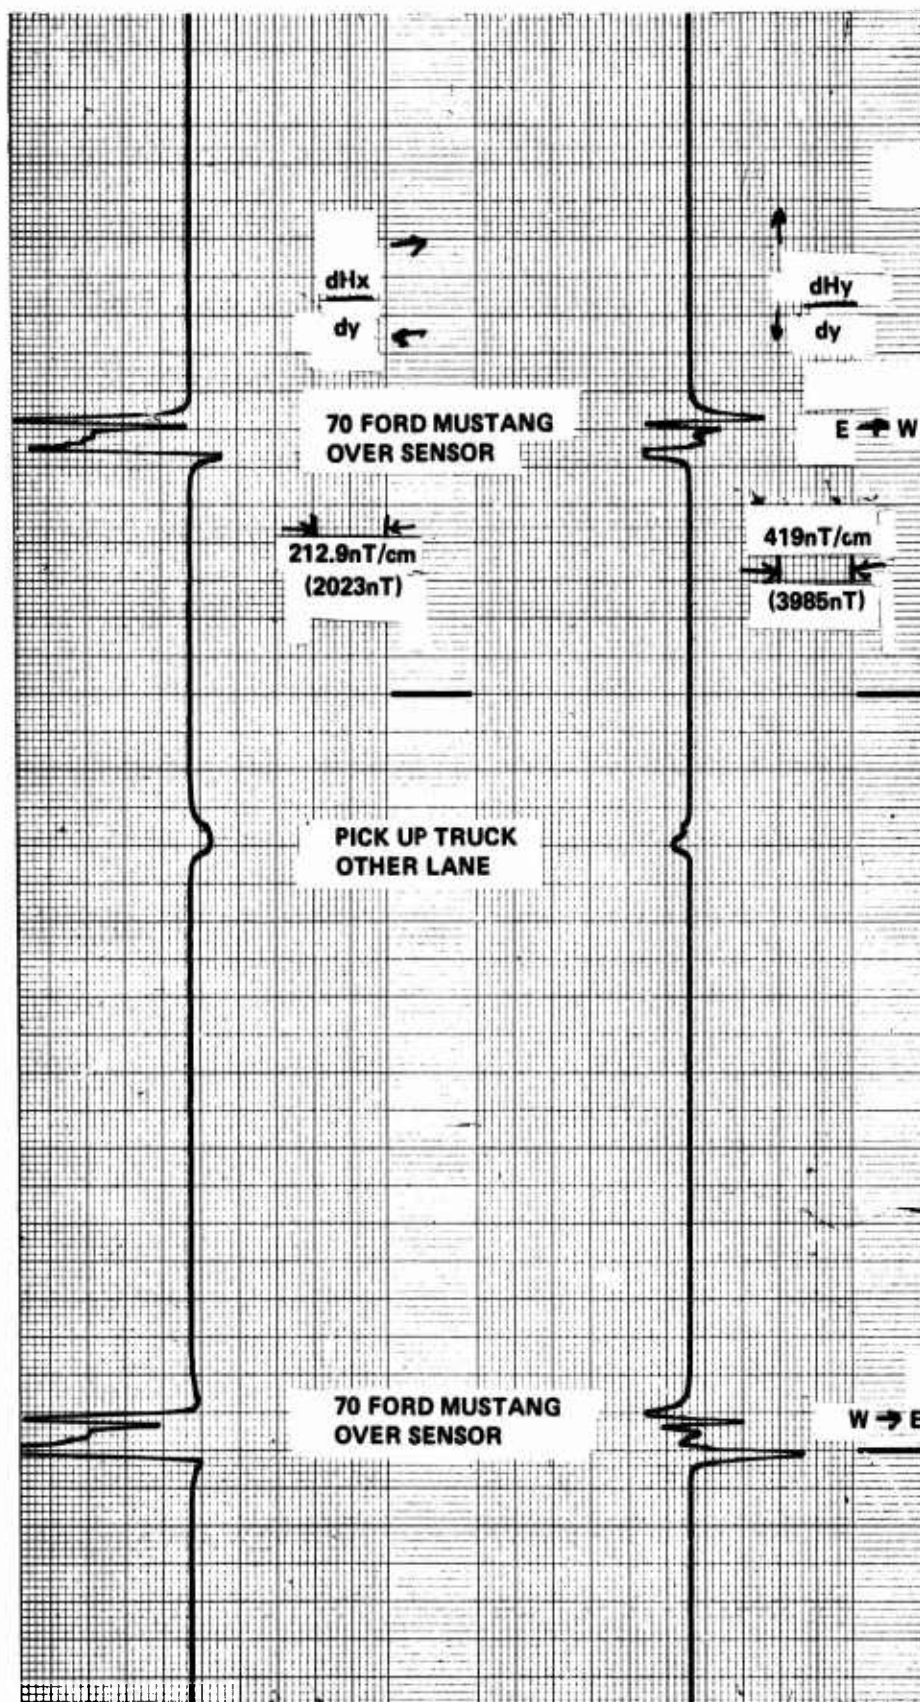 dHx
dy
dHy
dy
70 FORD MUSTANG
OVER SENSOR
E → W
212.9nT/cm
(2023nT)
419nT/cm
(3985nT)
PICK UP TRUCK
OTHER LANE
70 FORD MUSTANG
OVER SENSOR
W → E